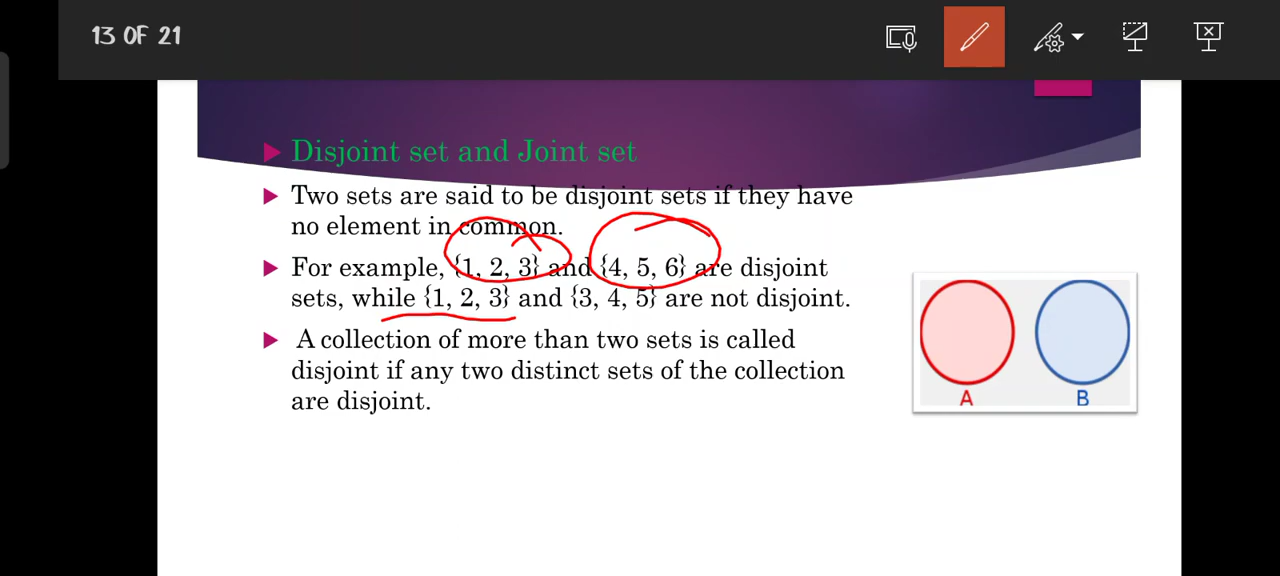 13 OF 21
Disjoint set and Joint set
Two sets are said to be disjoint sets if they have
no element in common.
For example, {1, 2, 3} and {4, 5, 6} are disjoint
sets, while {1, 2, 3} and {3, 4, 5} are not disjoint.
A collection of more than two sets is called
disjoint if any two distinct sets of the collection
are disjoint.
A B